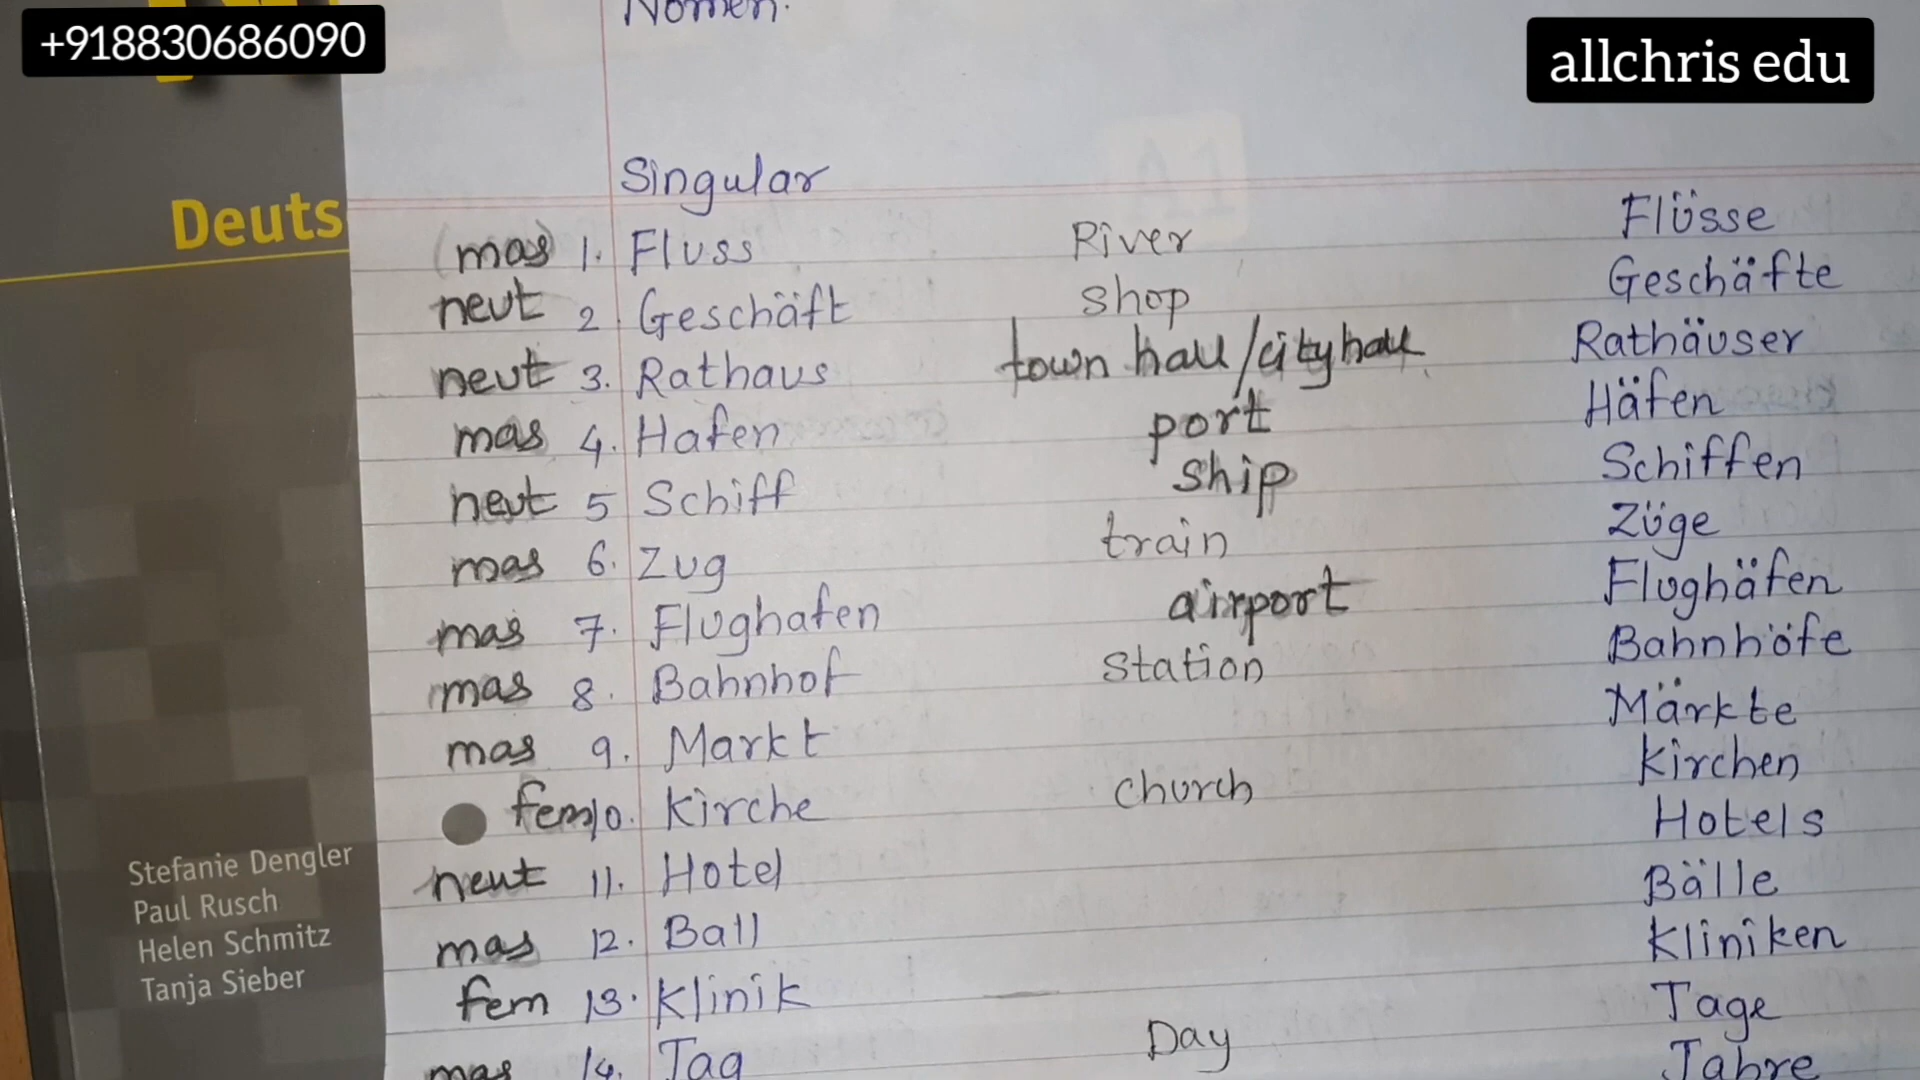 +918830686090
allchris edu
Nomen.
Deuts
Singular
(mas) 1. Fluss River Flüsse
neut 2 Geschäft shop Geschäfte
neut 3. Rathaus town hall/cityhall Rathäuser
mas 4. Hafen port Häfen
neut 5 Schiff ship Schiffen
mas 6. Zug train Züge
mas 7. Flughafen airport Flughäfen
mas 8. Bahnhof station Bahnhöfe
mas 9. Markt Märkte
fem 10. Kirche church Kirchen
neut 11. Hotel Hotels
mas 12. Ball Bälle
fem 13. Klinik Kliniken
mas 14. Tag Day Tage
Jahre
Stefanie Dengler
Paul Rusch
Helen Schmitz
Tanja Sieber